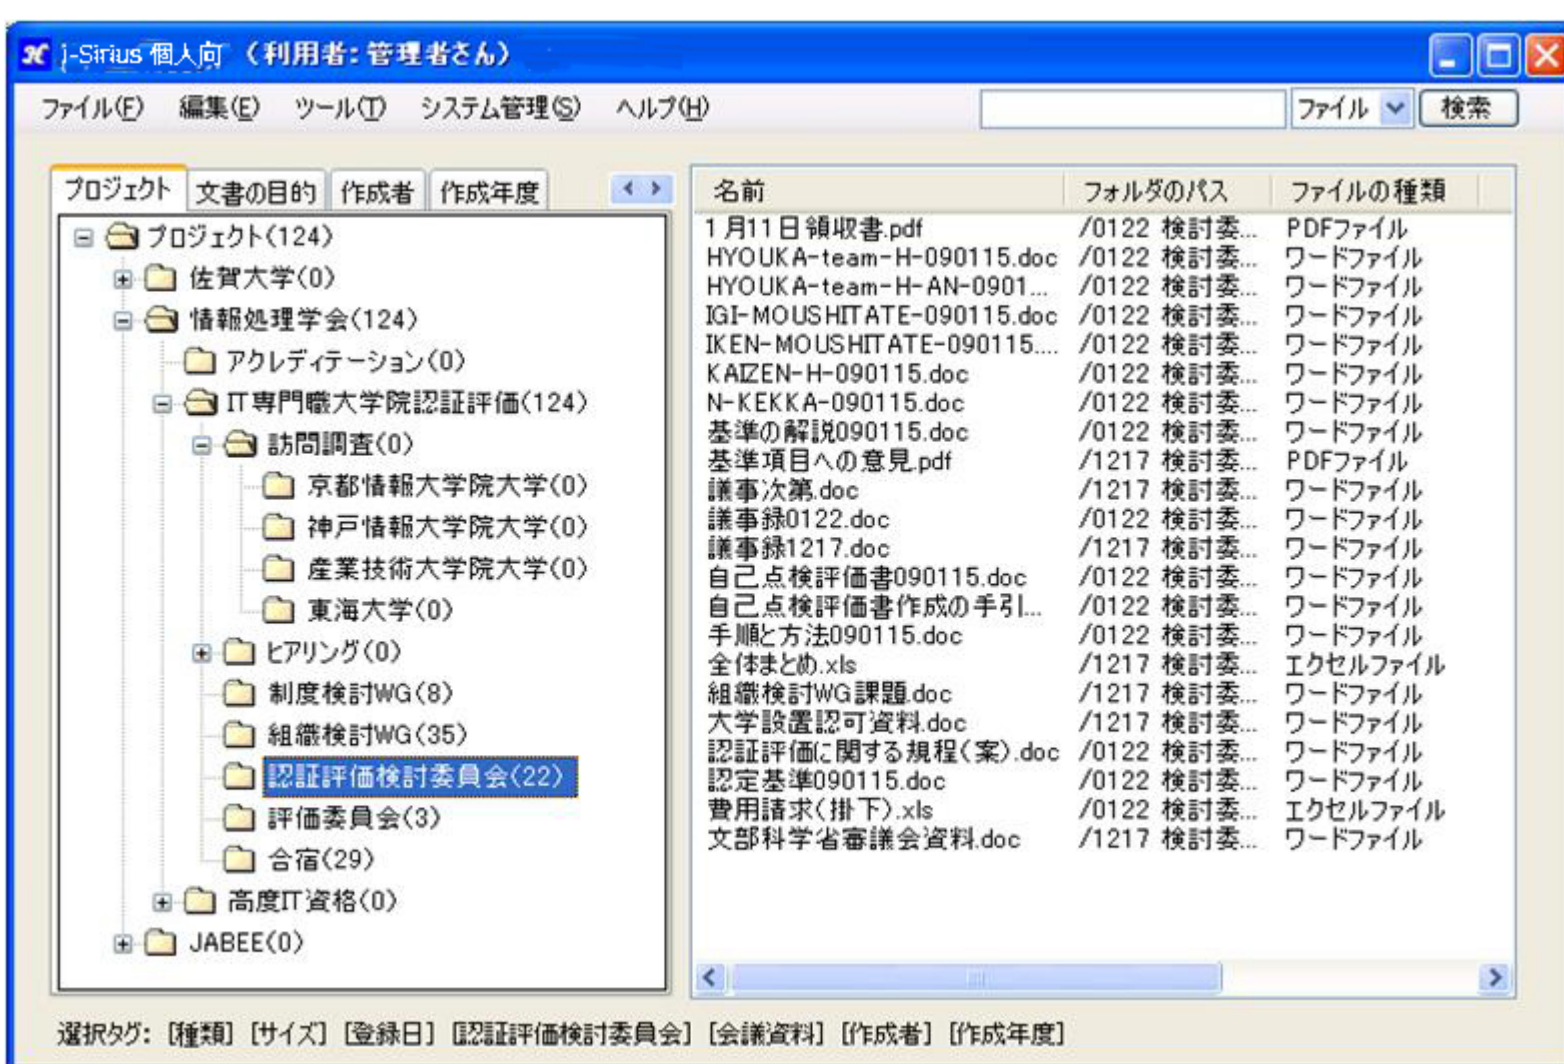 j-Sirius 個人向 (利用者: 管理者さん)
ファイル(F) 編集(E) ツール(T) システム管理(S) ヘルプ(H) ファイル 検索
プロジェクト 文書の目的 作成者 作成年度
プロジェクト(124)
佐賀大学(0)
情報処理学会(124)
アクレディテーション(0)
IT専門職大学院認証評価(124)
訪問調査(0)
京都情報大学院大学(0)
神戸情報大学院大学(0)
産業技術大学院大学(0)
東海大学(0)
ヒアリング(0)
制度検討WG(8)
組織検討WG(35)
認証評価検討委員会(22)
評価委員会(3)
合宿(29)
高度IT資格(0)
JABEE(0)
名前 フォルダのパス ファイルの種類
1月11日領収書.pdf /0122 検討委... PDFファイル
HYOUKA-team-H-090115.doc /0122 検討委... ワードファイル
HYOUKA-team-H-AN-0901... /0122 検討委... ワードファイル
IGI-MOUSHITATE-090115.doc /0122 検討委... ワードファイル
IKEN-MOUSHITATE-090115.... /0122 検討委... ワードファイル
KAIZEN-H-090115.doc /0122 検討委... ワードファイル
N-KEKKA-090115.doc /0122 検討委... ワードファイル
基準の解説090115.doc /0122 検討委... ワードファイル
基準項目への意見.pdf /1217 検討委... PDFファイル
議事次第.doc /1217 検討委... ワードファイル
議事録0122.doc /0122 検討委... ワードファイル
議事録1217.doc /1217 検討委... ワードファイル
自己点検評価書090115.doc /0122 検討委... ワードファイル
自己点検評価書作成の手引... /0122 検討委... ワードファイル
手順と方法090115.doc /0122 検討委... ワードファイル
全体まとめ.xls /1217 検討委... エクセルファイル
組織検討WG課題.doc /1217 検討委... ワードファイル
大学設置認可資料.doc /1217 検討委... ワードファイル
認証評価に関する規程(案).doc /0122 検討委... ワードファイル
認定基準090115.doc /0122 検討委... ワードファイル
費用請求(掛下).xls /0122 検討委... エクセルファイル
文部科学省審議会資料.doc /1217 検討委... ワードファイル
選択タグ: [種類] [サイズ] [登録日] [認証評価検討委員会] [会議資料] [作成者] [作成年度]